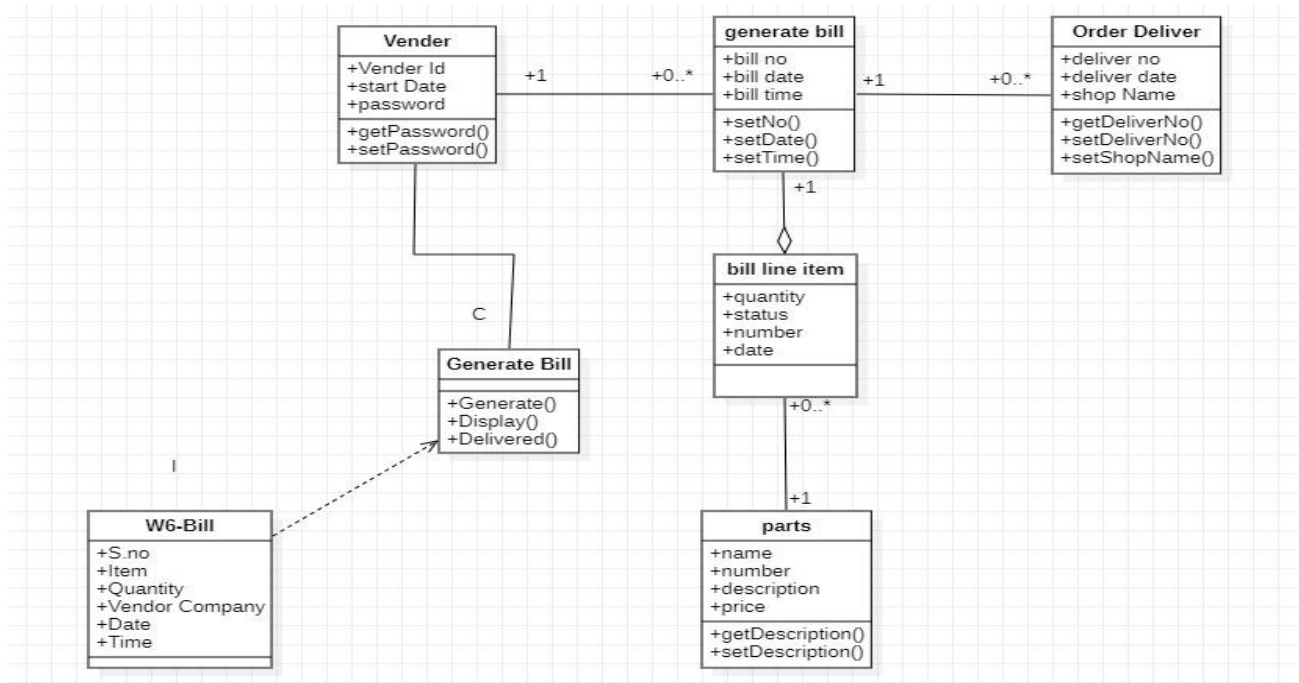 Vender
+Vender Id
+start Date
+password
+getPassword()
+setPassword()
+1
+0..*
generate bill
+bill no
+bill date
+bill time
+setNo()
+setDate()
+setTime()
+1
+0..*
Order Deliver
+deliver no
+deliver date
+shop Name
+getDeliverNo()
+setDeliverNo()
+setShopName()
+1
bill line item
+quantity
+status
+number
+date
+0..*
+1
parts
+name
+number
+description
+price
+getDescription()
+setDescription()
C
Generate Bill
+Generate()
+Display()
+Delivered()
I
W6-Bill
+S.no
+Item
+Quantity
+Vendor Company
+Date
+Time